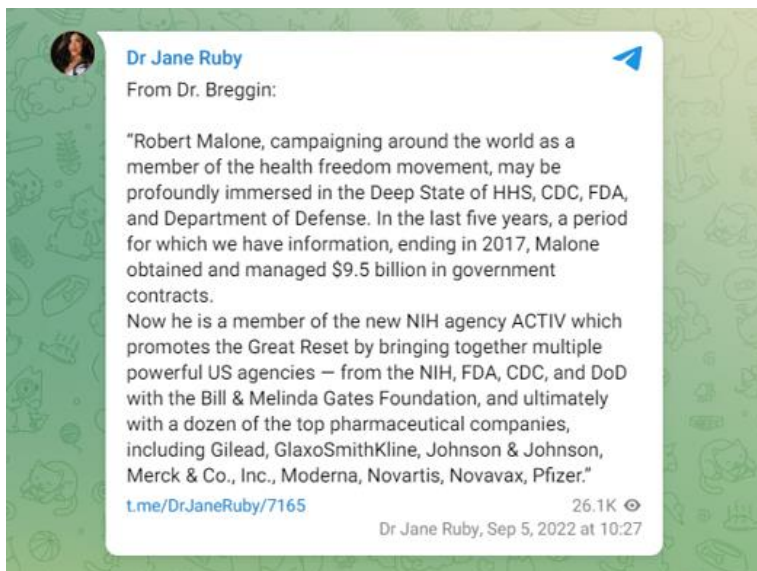 Dr Jane Ruby
From Dr. Breggin:
“Robert Malone, campaigning around the world as a
member of the health freedom movement, may be
profoundly immersed in the Deep State of HHS, CDC, FDA,
and Department of Defense. In the last five years, a period
for which we have information, ending in 2017, Malone
obtained and managed $9.5 billion in government
contracts.
Now he is a member of the new NIH agency ACTIV which
promotes the Great Reset by bringing together multiple
powerful US agencies — from the NIH, FDA, CDC, and DoD
with the Bill & Melinda Gates Foundation, and ultimately
with a dozen of the top pharmaceutical companies,
including Gilead, GlaxoSmithKline, Johnson & Johnson,
Merck & Co., Inc., Moderna, Novartis, Novavax, Pfizer.”
t.me/DrJaneRuby/7165 26.1K
Dr Jane Ruby, Sep 5, 2022 at 10:27